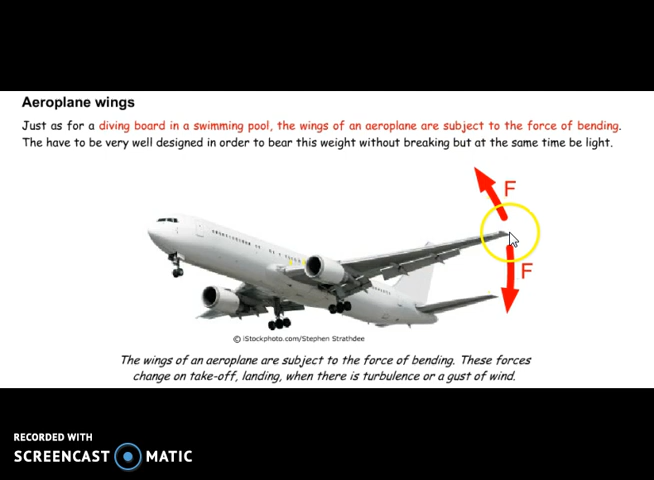 Aeroplane wings
Just as for a diving board in a swimming pool, the wings of an aeroplane are subject to the force of bending.
The have to be very well designed in order to bear this weight without breaking but at the same time be light.
F
F
© iStockphoto.com/Stephen Strathdee
The wings of an aeroplane are subject to the force of bending. These forces
change on take-off, landing, when there is turbulence or a gust of wind.
RECORDED WITH
SCREENCAST MATIC